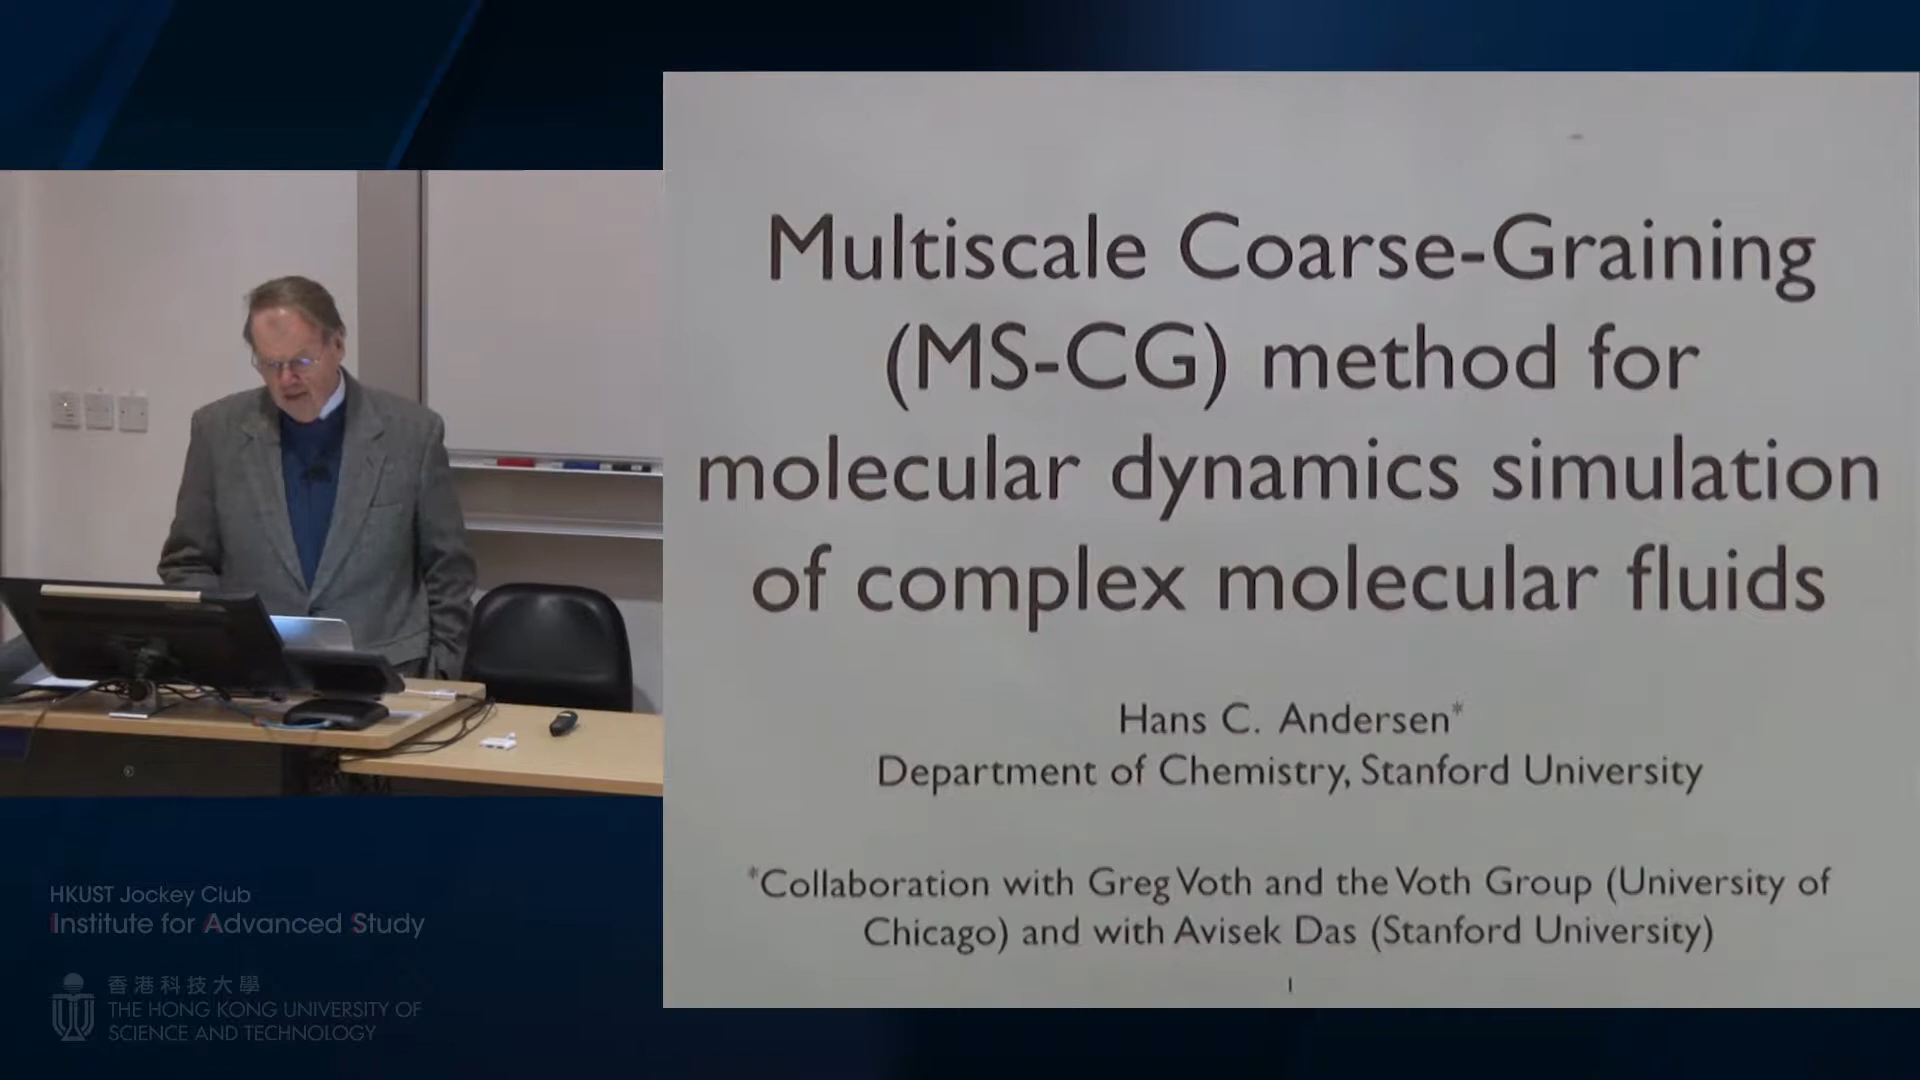 Multiscale Coarse-Graining
(MS-CG) method for
molecular dynamics simulation
of complex molecular fluids
Hans C. Andersen*
Department of Chemistry, Stanford University
*Collaboration with Greg Voth and the Voth Group (University of
Chicago) and with Avisek Das (Stanford University)
1
HKUST Jockey Club
Institute for Advanced Study
香港科技大學
THE HONG KONG UNIVERSITY OF
SCIENCE AND TECHNOLOGY